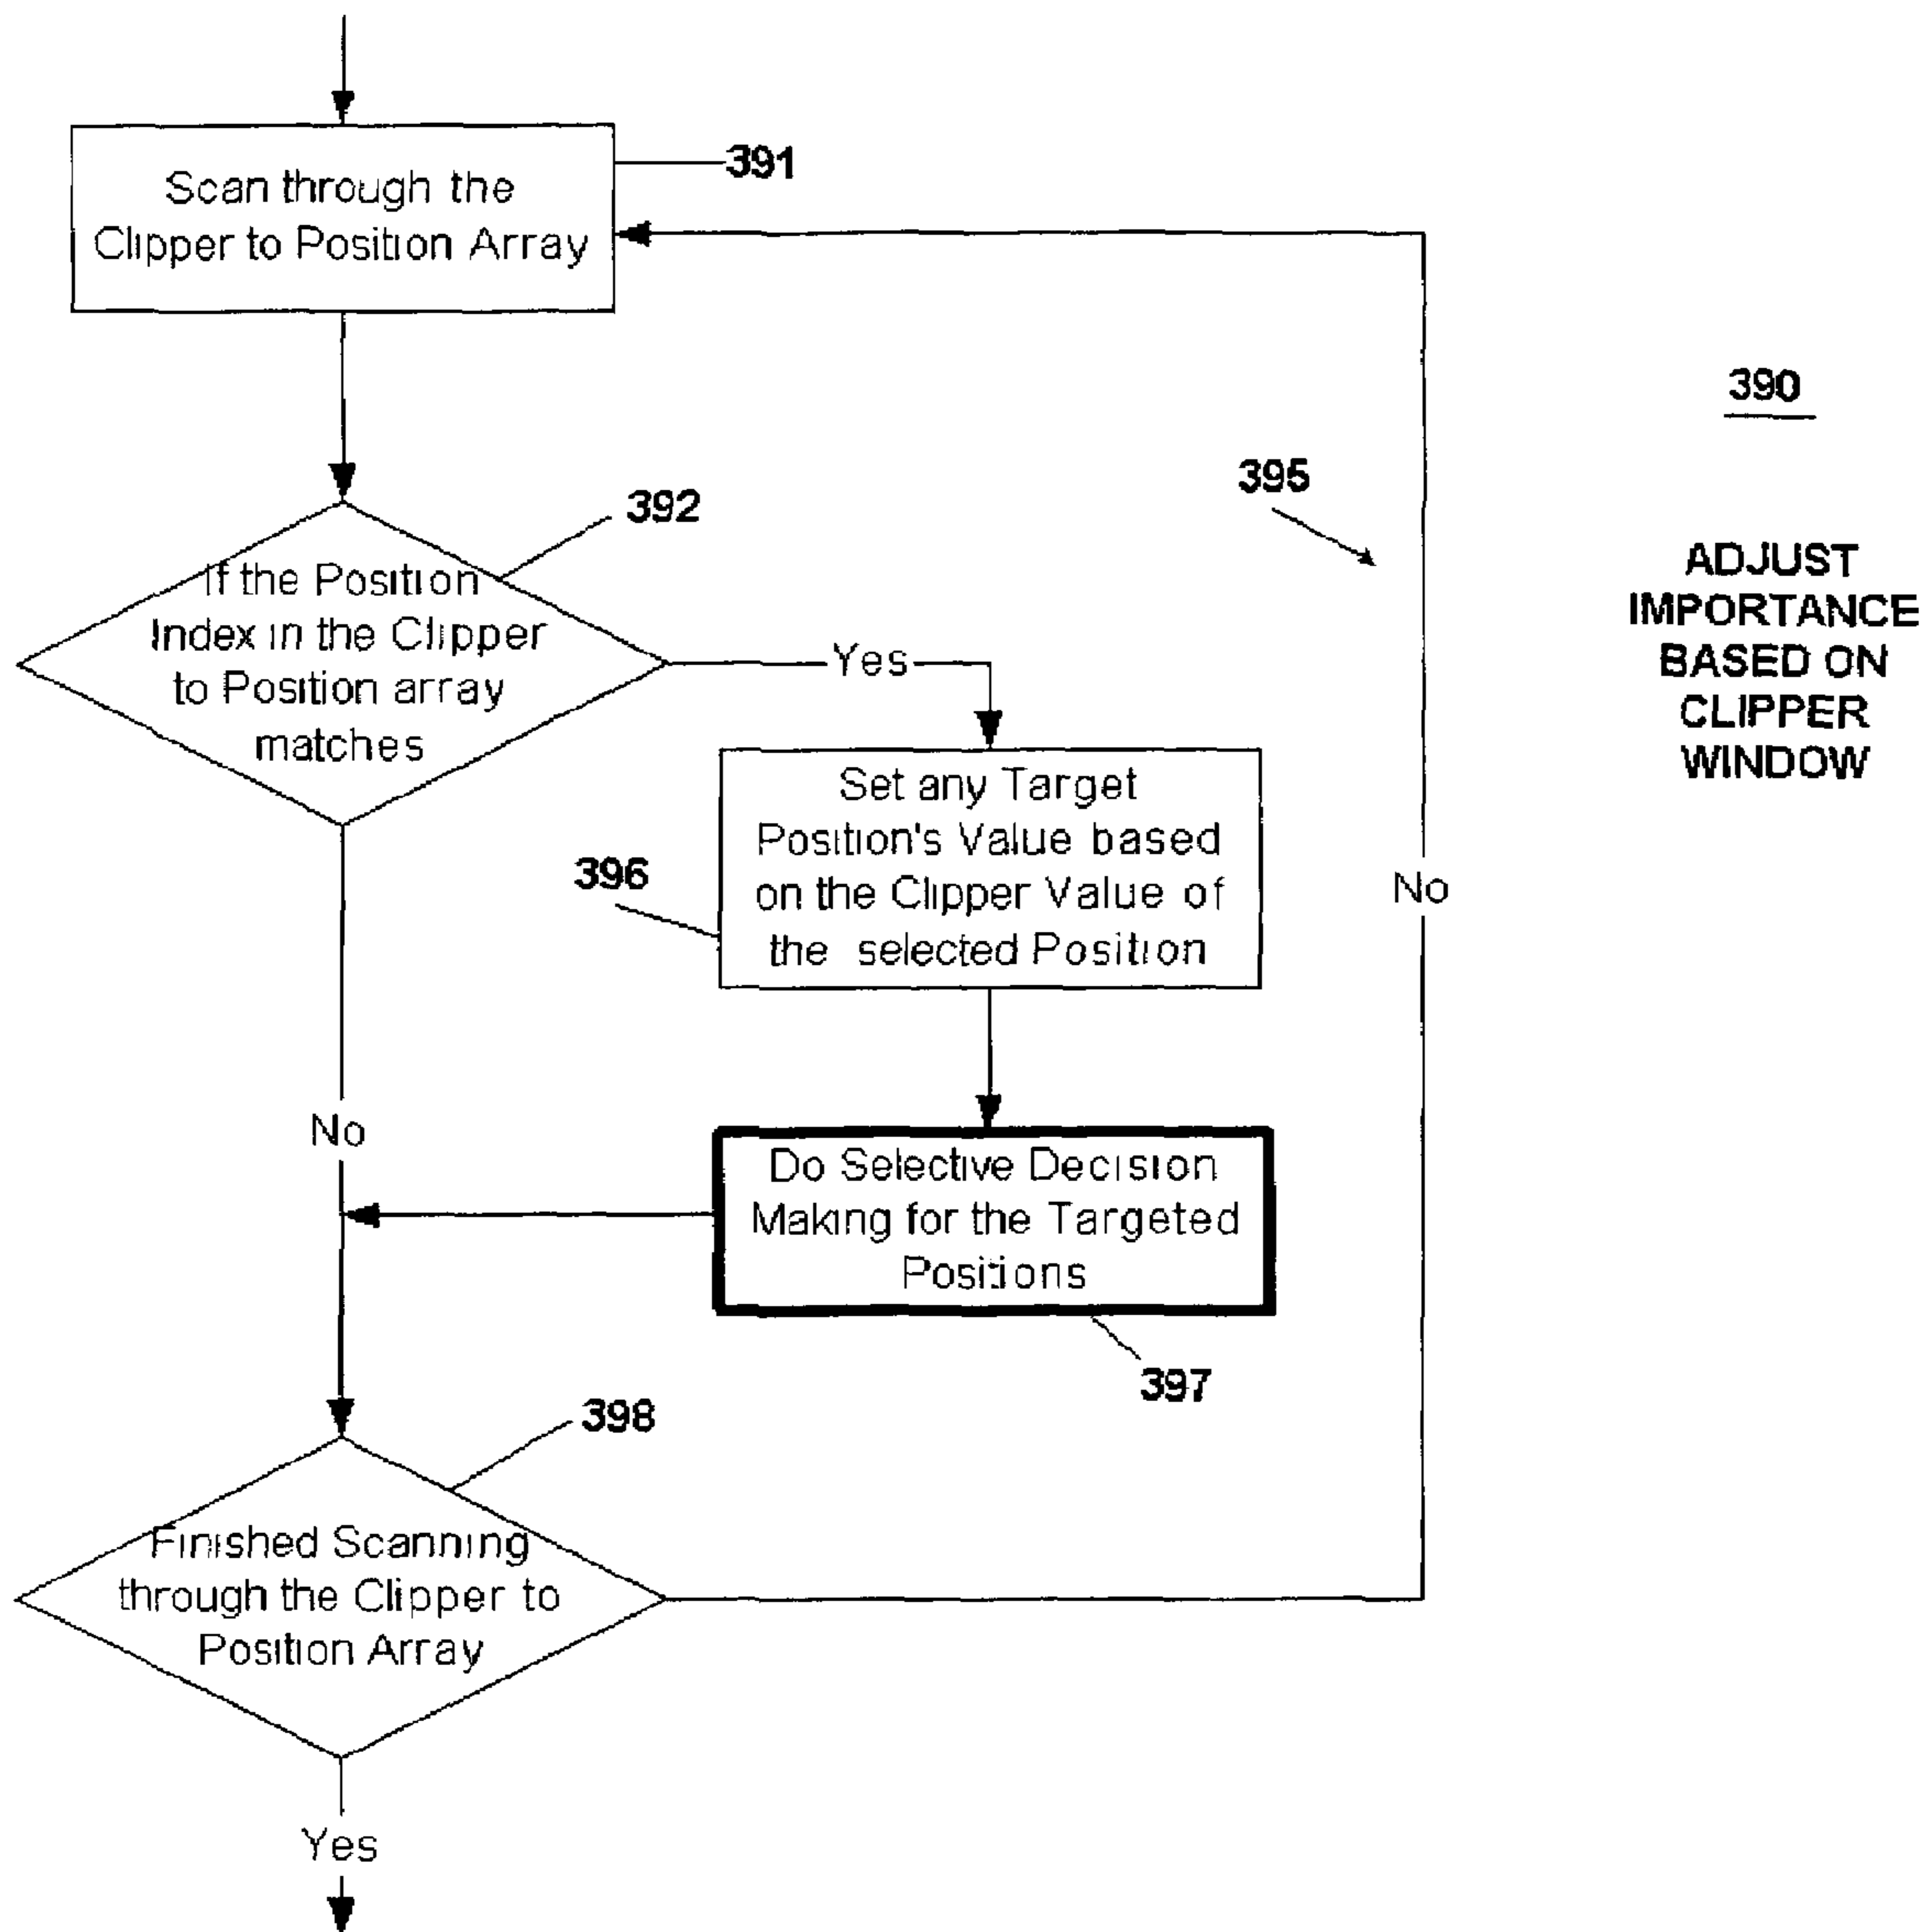 Scan through the
Clipper to Position Array
391
390
395
ADJUST
IMPORTANCE
BASED ON
CLIPPER
WINDOW
392
If the Position
Index in the Clipper
to Position array
matches
Yes
Set any Target
Position's Value based
on the Clipper Value of
the selected Position
396
No
No
Do Selective Decision
Making for the Targeted
Positions
397
398
Finished Scanning
through the Clipper to
Position Array
Yes